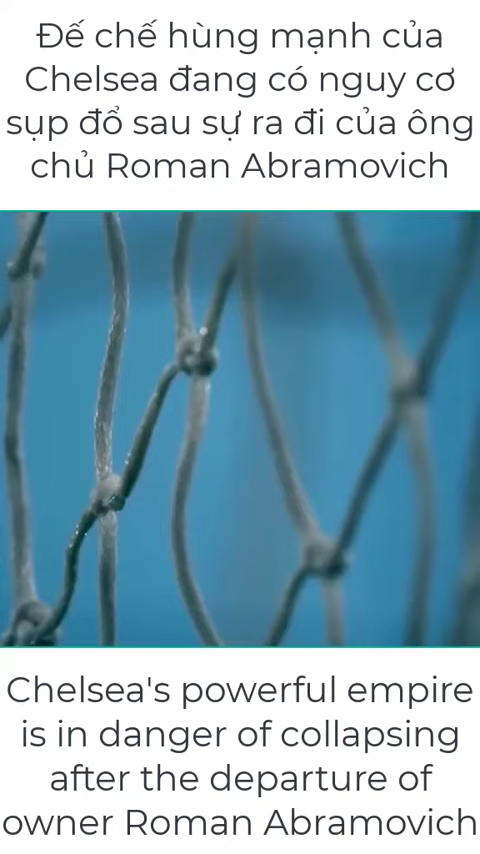 Đế chế hùng mạnh của
Chelsea đang có nguy cơ
sụp đổ sau sự ra đi của ông
chủ Roman Abramovich
Chelsea's powerful empire
is in danger of collapsing
after the departure of
owner Roman Abramovich